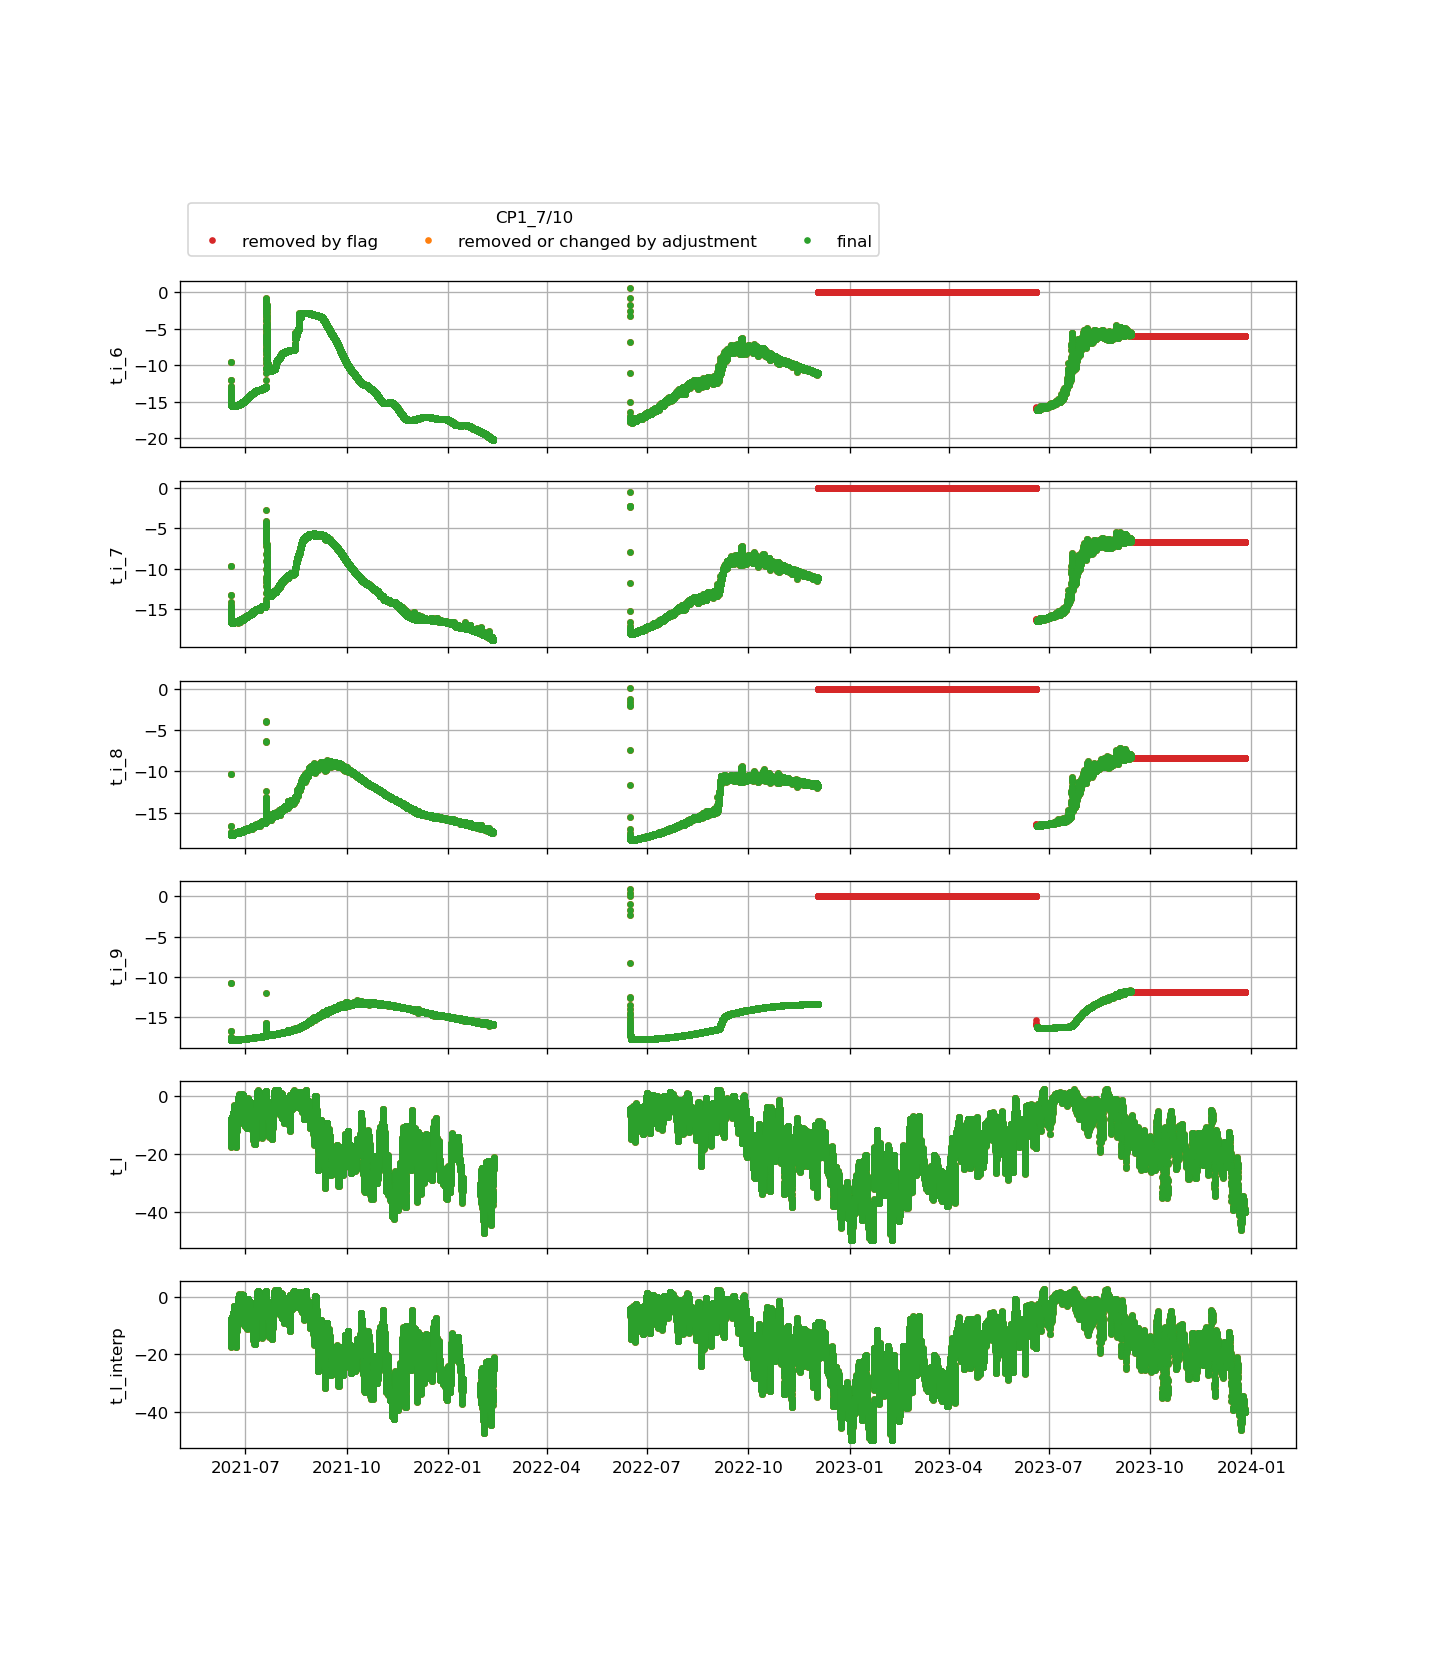 CP1_7/10
removed by flag removed or changed by adjustment final
0
−5
−10
−15
−20
t_i_6
0
−5
−10
−15
t_i_7
0
−5
−10
−15
t_i_8
0
−5
−10
−15
t_i_9
0
−20
−40
t_l
0
−20
−40
t_l_interp
2021-07 2021-10 2022-01 2022-04 2022-07 2022-10 2023-01 2023-04 2023-07 2023-10 2024-01